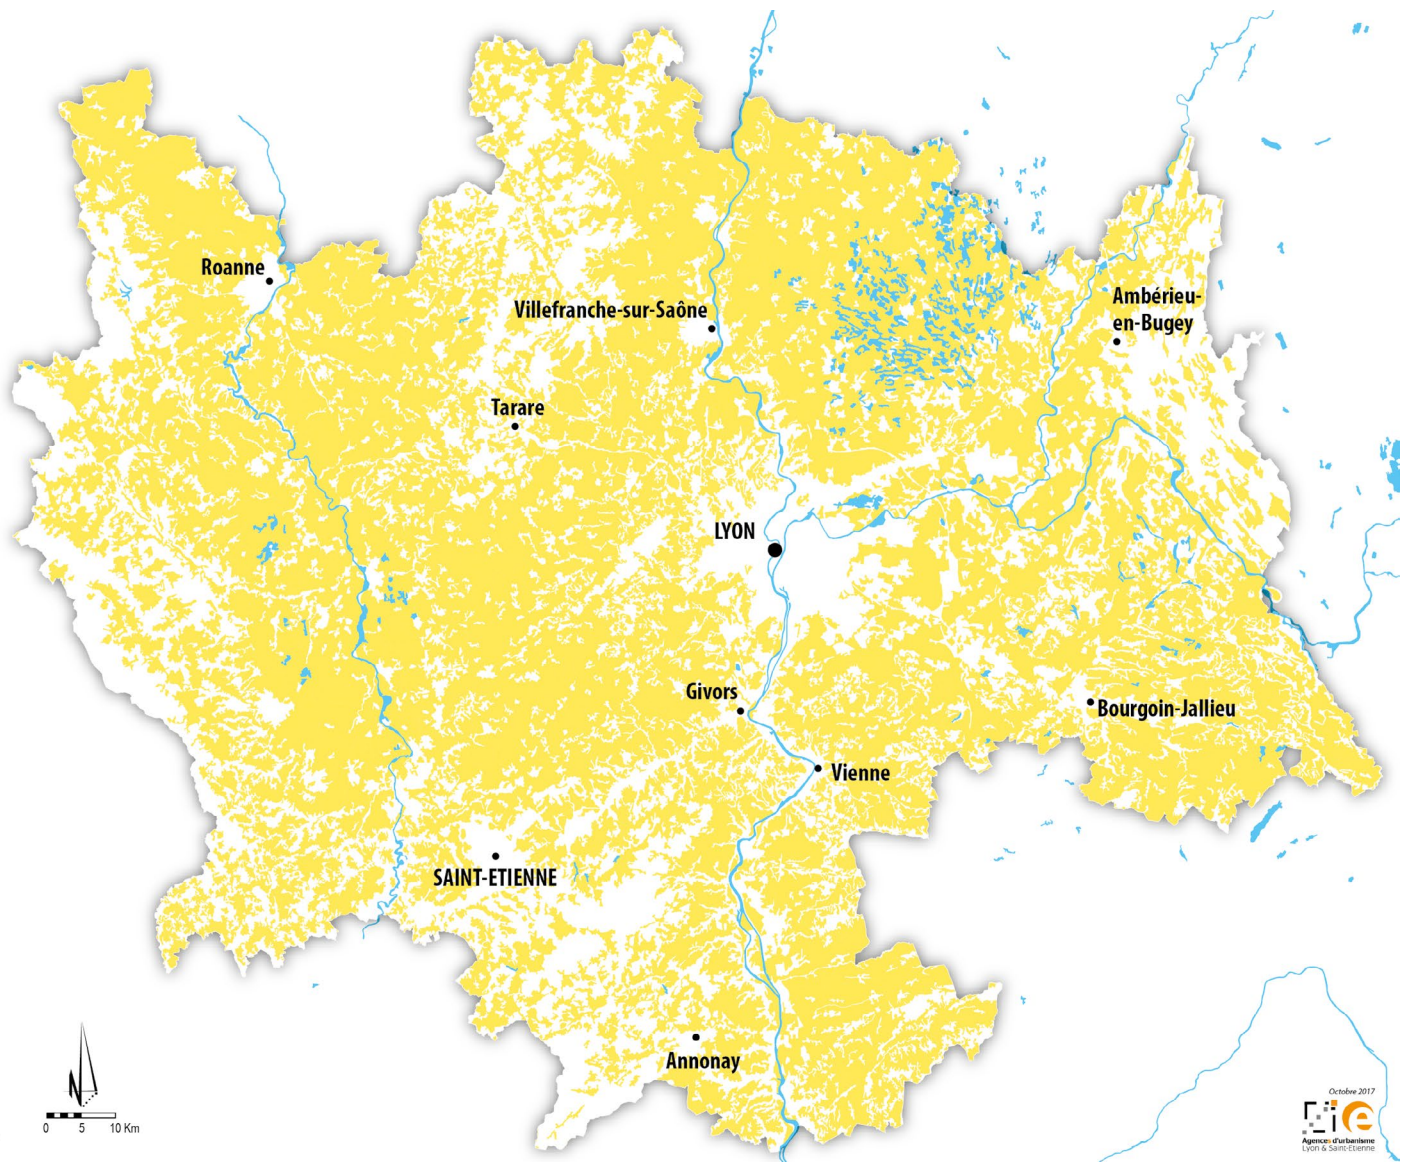 Roanne
Villefranche-sur-Saône
Ambérieu-
en-Bugey
Tarare
LYON
Givors
Bourgoin-Jallieu
Vienne
SAINT-ETIENNE
Annonay
N
0 5 10 Km
Octobre 2017
Agences d'urbanisme
Lyon & Saint-Etienne